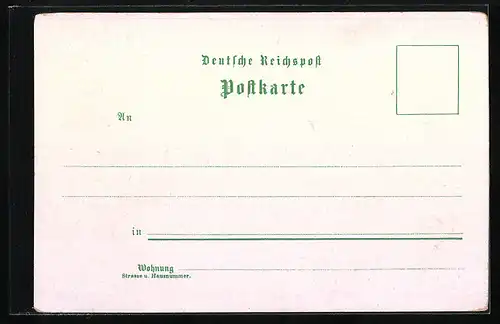 Deutsche Reichspost
Postkarte
An
in
Wohnung
Strasse u. Hausnummer.